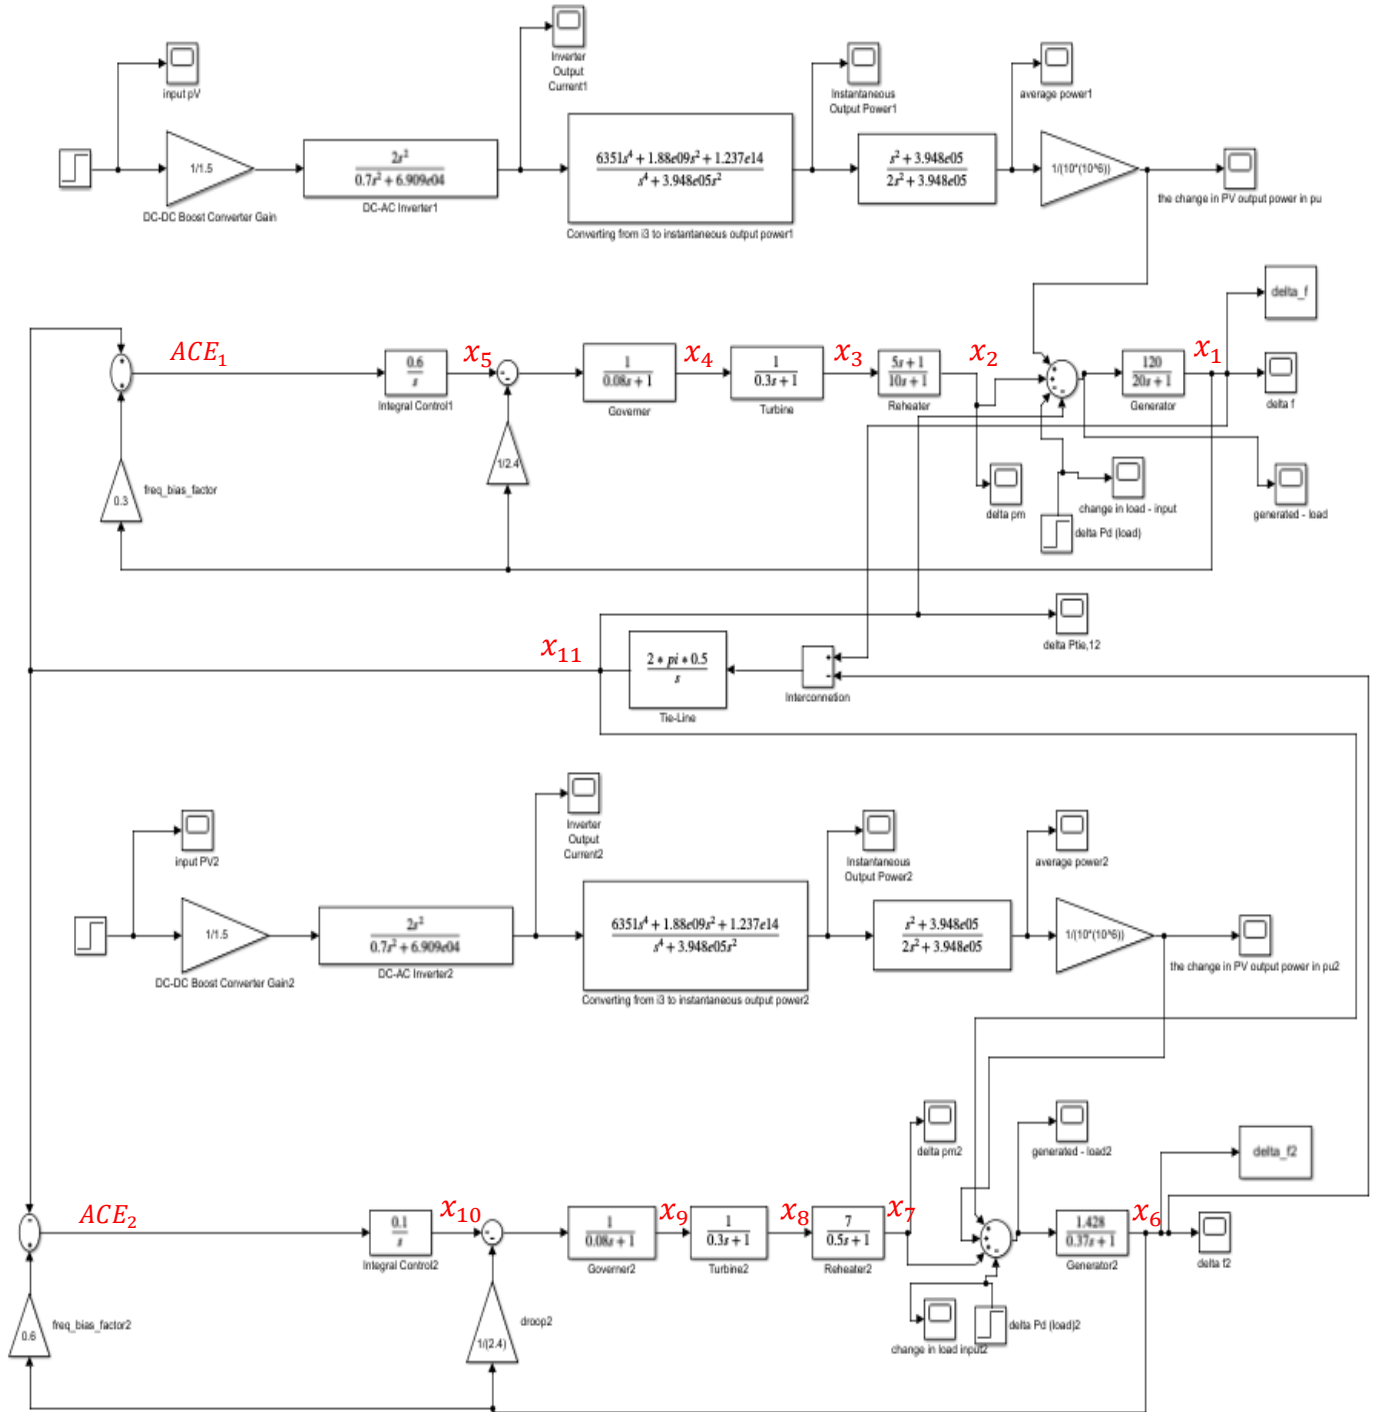 Inverter
Output
Current1
input pV
Instantaneous
Output Power1
average power1
1/1.5
2s²
0.7s² + 6.909e04
6351s⁴ + 1.88e09s² + 1.237e14
s⁴ + 3.948e05s²
s² + 3.948e05
2s² + 3.948e05
1/(10*(10^6))
DC-DC Boost Converter Gain
DC-AC Inverter1
Converting from i3 to instantaneous output power1
the change in PV output power in pu
delta_f
ACE₁
x₅
x₄
x₃
x₂
x₁
0.6
s
Integral Control1
1
0.08s + 1
Governer
1
0.3s + 1
Turbine
5s + 1
10s + 1
Reheater
120
20s + 1
Generator
delta f
0.3
freq_bias_factor
1/2.4
delta pm
change in load - input
delta Pd (load)
generated - load
delta Ptie,12
x₁₁
2 * pi * 0.5
s
Tie-Line
+
-
Interconnetion
Inverter
Output
Current2
input PV2
Instantaneous
Output Power2
average power2
1/1.5
2s²
0.7s² + 6.909e04
6351s⁴ + 1.88e09s² + 1.237e14
s⁴ + 3.948e05s²
s² + 3.948e05
2s² + 3.948e05
1/(10*(10^6))
DC-DC Boost Converter Gain2
DC-AC Inverter2
Converting from i3 to instantaneous output power2
the change in PV output power in pu2
delta pm2
generated - load2
delta_f2
ACE₂
x₁₀
x₉
x₈
x₇
x₆
0.1
s
Integral Control2
1
0.08s + 1
Governer2
1
0.3s + 1
Turbine2
7
0.5s + 1
Reheater2
1.428
0.37s + 1
Generator2
delta f2
0.6
freq_bias_factor2
1/(2.4)
droop2
change in load input2
delta Pd (load)2